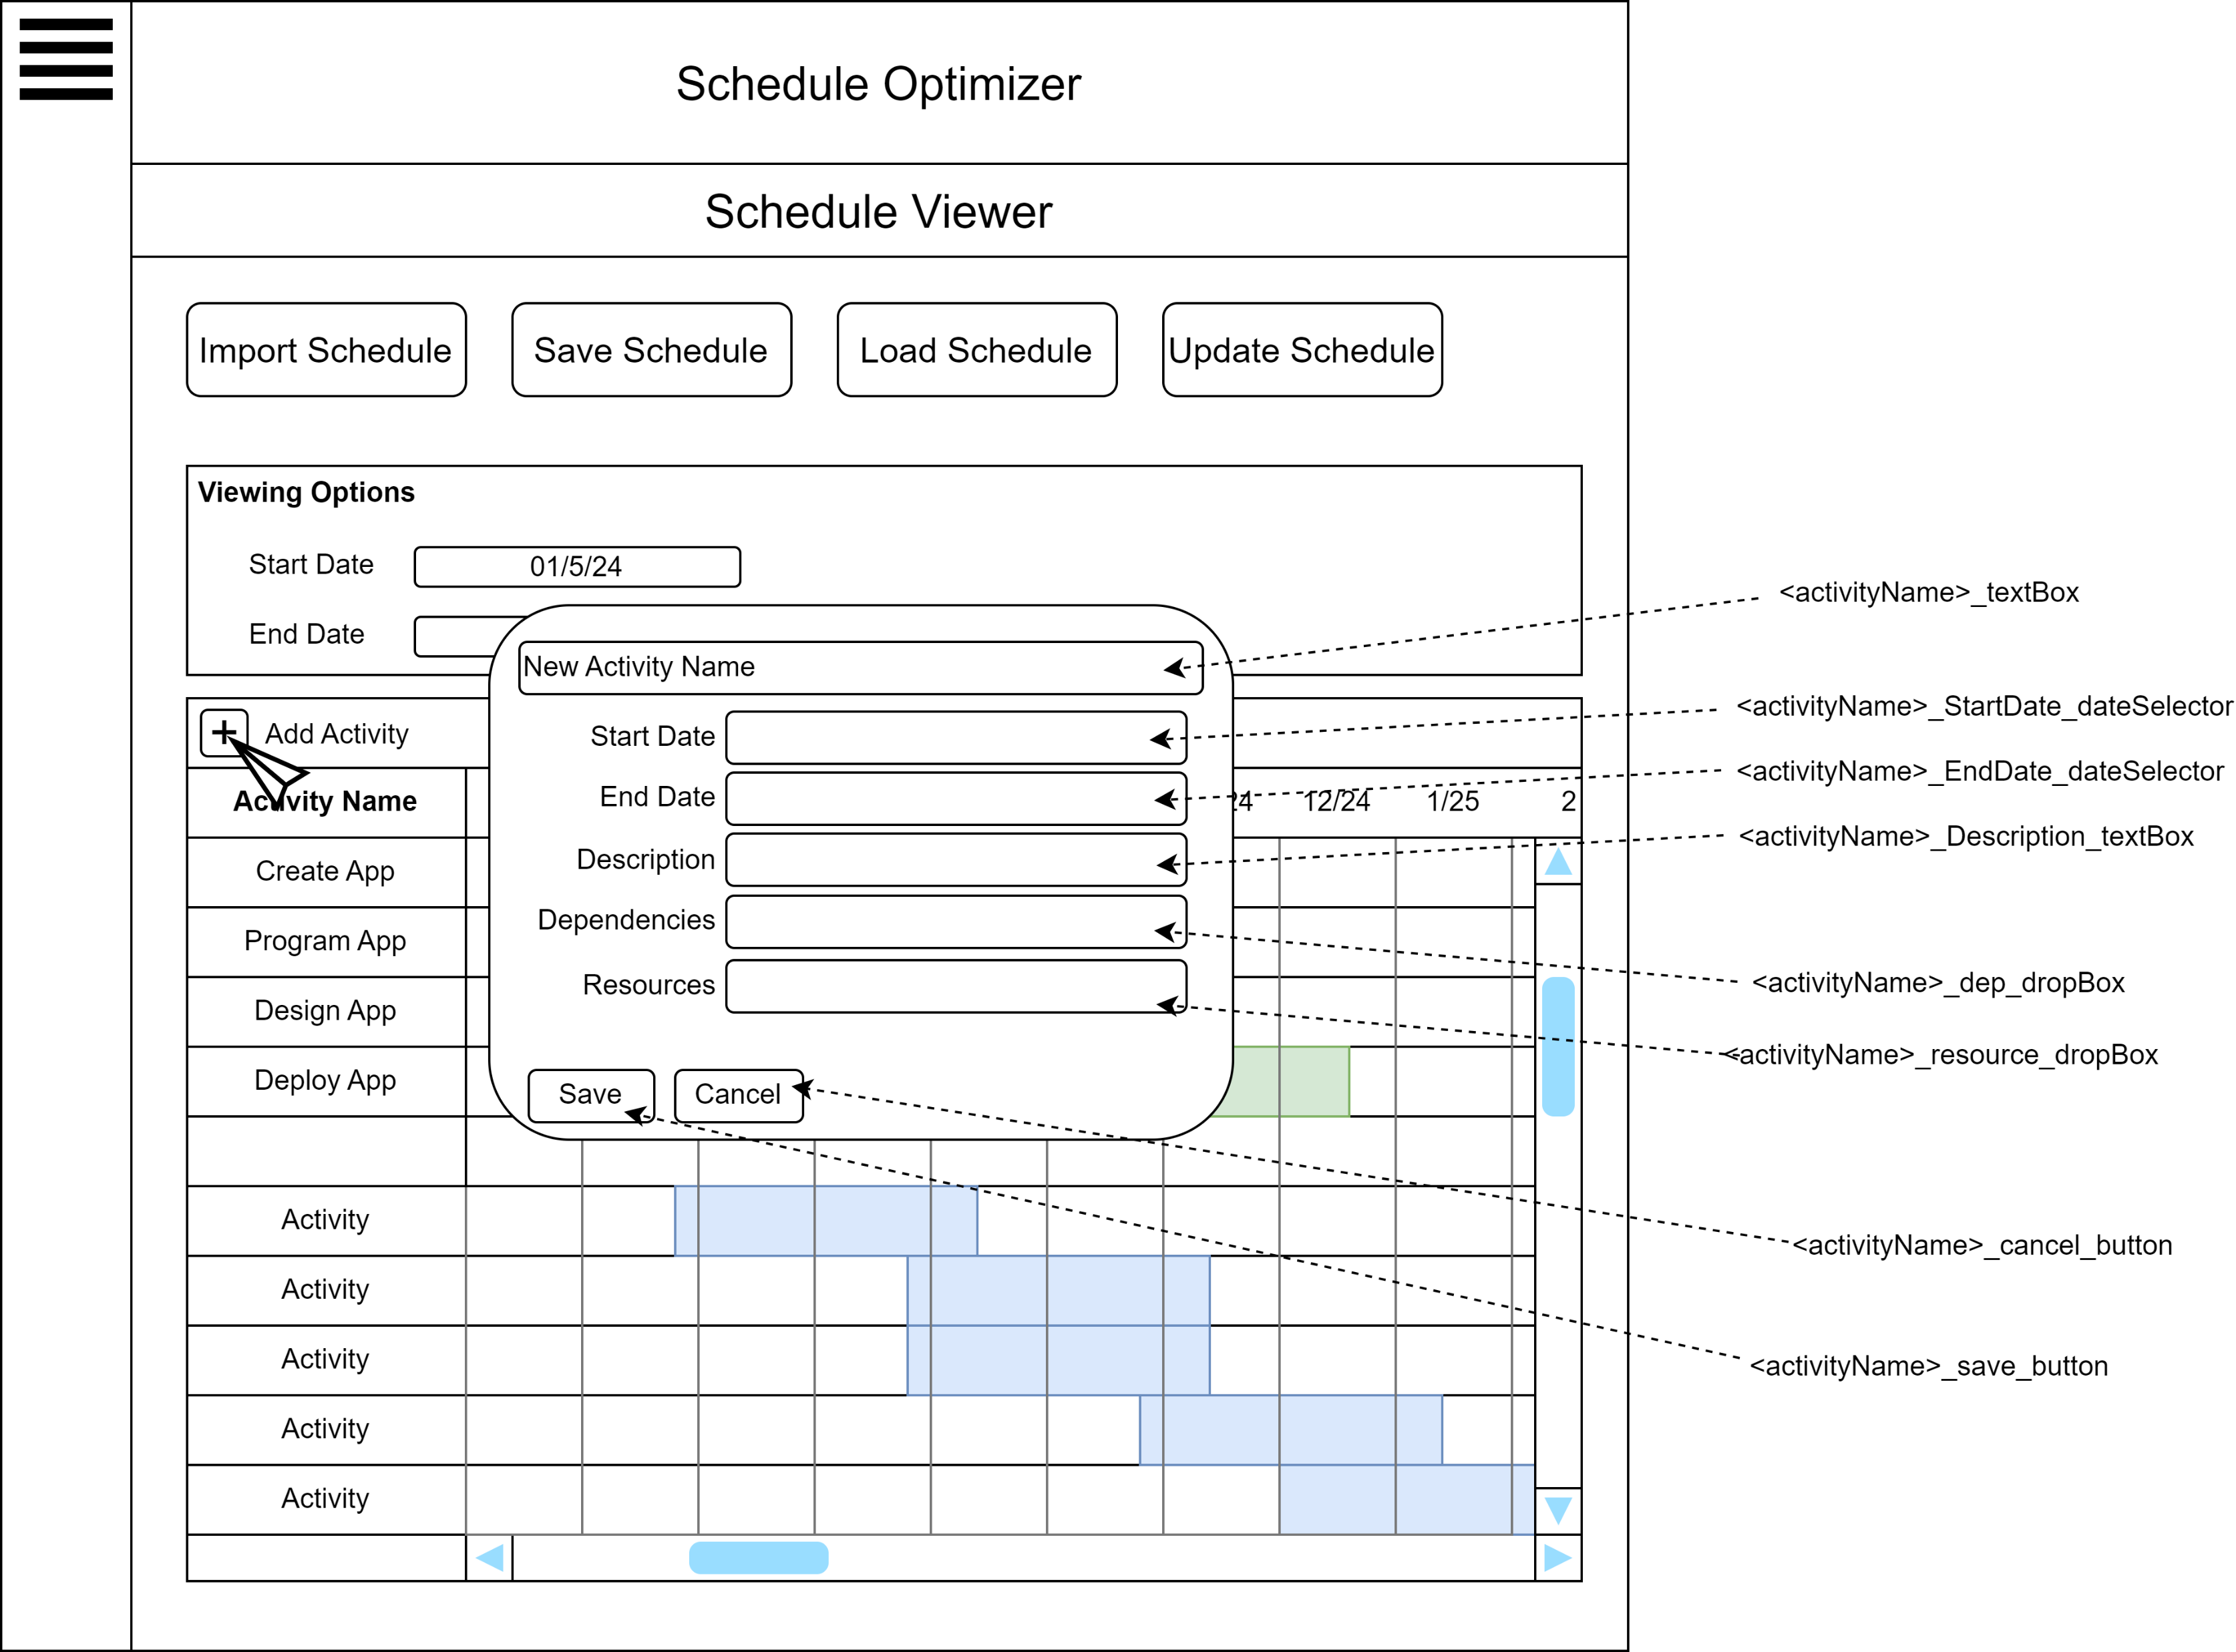 Schedule Optimizer
Schedule Viewer
Import Schedule
Save Schedule
Load Schedule
Update Schedule
Viewing Options
Start Date
01/5/24
End Date
New Activity Name
Start Date
End Date
Description
Dependencies
Resources
Save
Cancel
Add Activity
Activity Name
12/24
1/25
2
Create App
Program App
Design App
Deploy App
Activity
Activity
Activity
Activity
Activity
<activityName>_textBox
<activityName>_StartDate_dateSelector
<activityName>_EndDate_dateSelector
<activityName>_Description_textBox
<activityName>_dep_dropBox
<activityName>_resource_dropBox
<activityName>_cancel_button
<activityName>_save_button